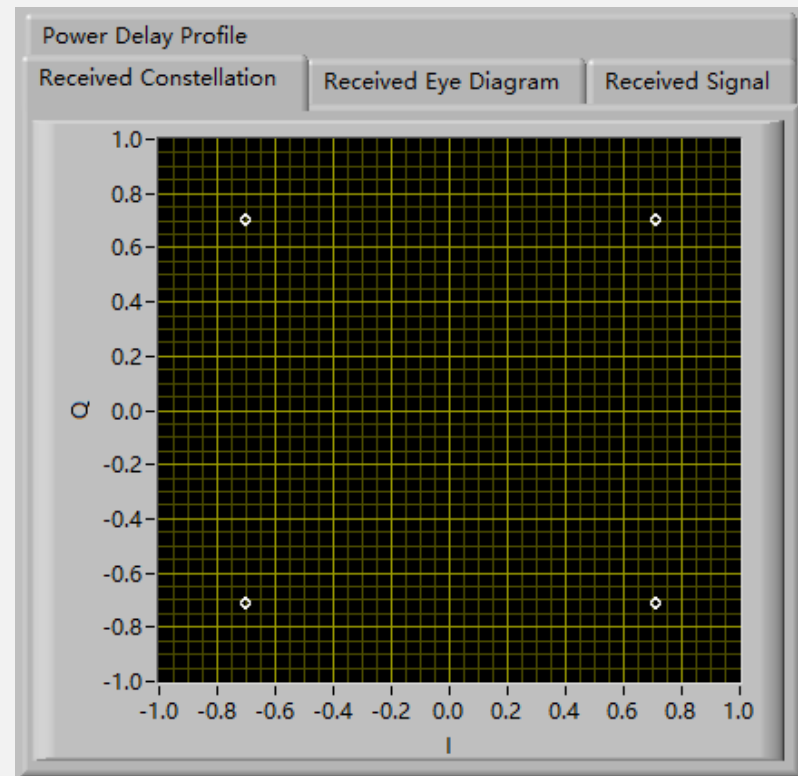 Power Delay Profile
Received Constellation Received Eye Diagram Received Signal
1.0
0.8
0.6
0.4
0.2
Q 0.0
-0.2
-0.4
-0.6
-0.8
-1.0
-1.0 -0.8 -0.6 -0.4 -0.2 0.0 0.2 0.4 0.6 0.8 1.0
I